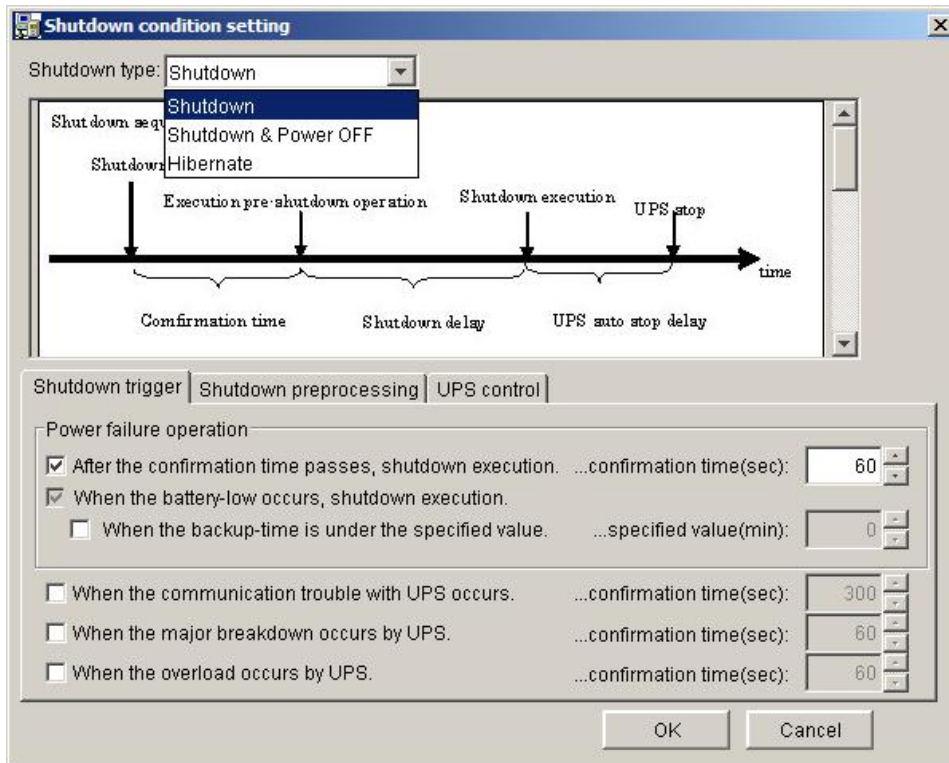 Shutdown condition setting
Shutdown type: Shutdown
Shutdown
Shutdown & Power OFF
Hibernate
Shutdown
Execution pre-shutdown operation
Shutdown execution
UPS stop
time
Comfirmation time
Shutdown delay
UPS auto stop delay
Shutdown trigger Shutdown preprocessing UPS control
Power failure operation
After the confirmation time passes, shutdown execution. ...confirmation time(sec): 60
When the battery-low occurs, shutdown execution.
When the backup-time is under the specified value. ...specified value(min): 0
When the communication trouble with UPS occurs. ...confirmation time(sec): 300
When the major breakdown occurs by UPS. ...confirmation time(sec): 60
When the overload occurs by UPS. ...confirmation time(sec): 60
OK Cancel